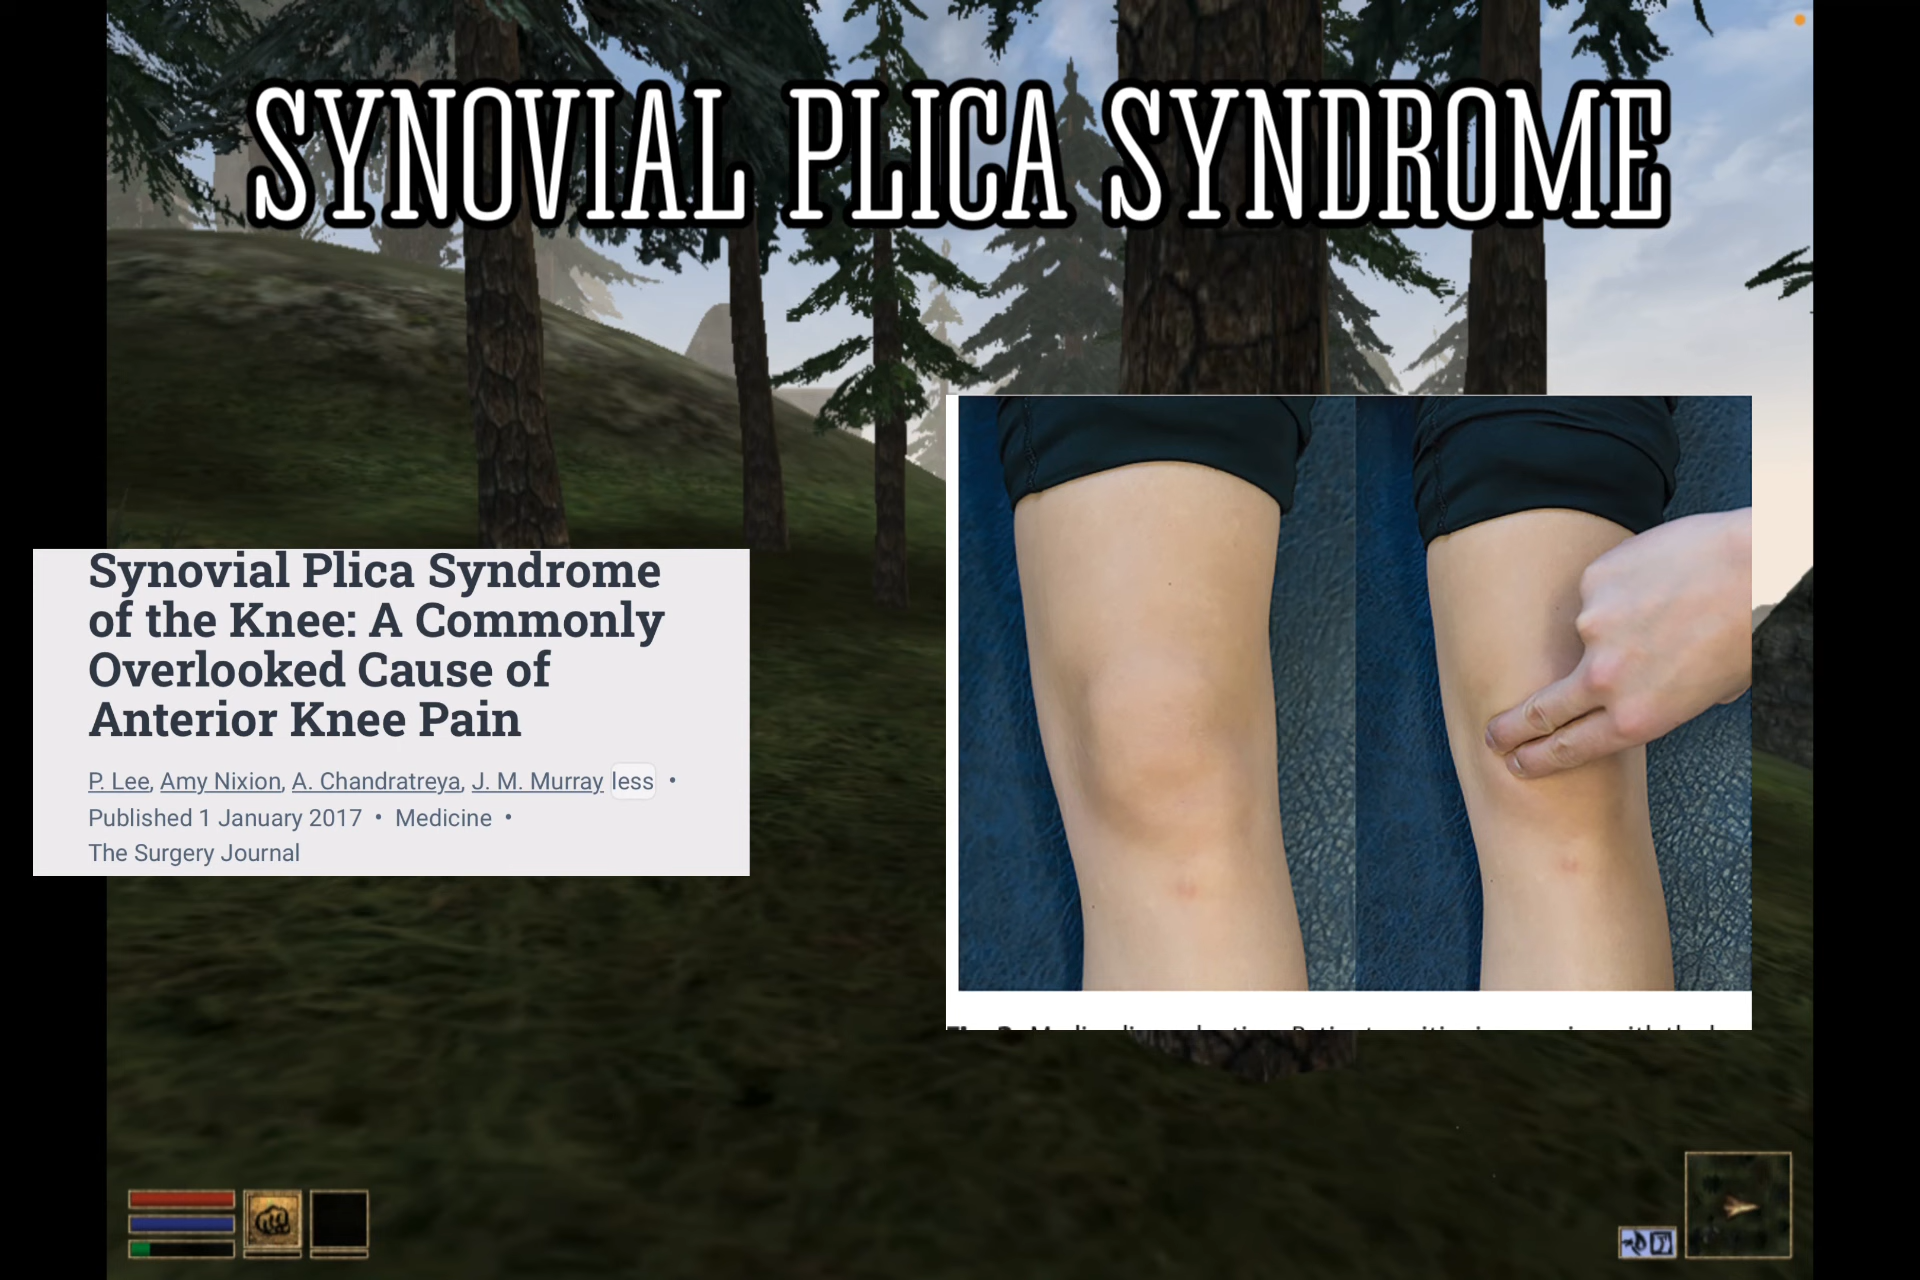 SYNOVIAL PLICA SYNDROME
Synovial Plica Syndrome
of the Knee: A Commonly
Overlooked Cause of
Anterior Knee Pain
P. Lee, Amy Nixion, A. Chandratreya, J. M. Murray less •
Published 1 January 2017 • Medicine •
The Surgery Journal